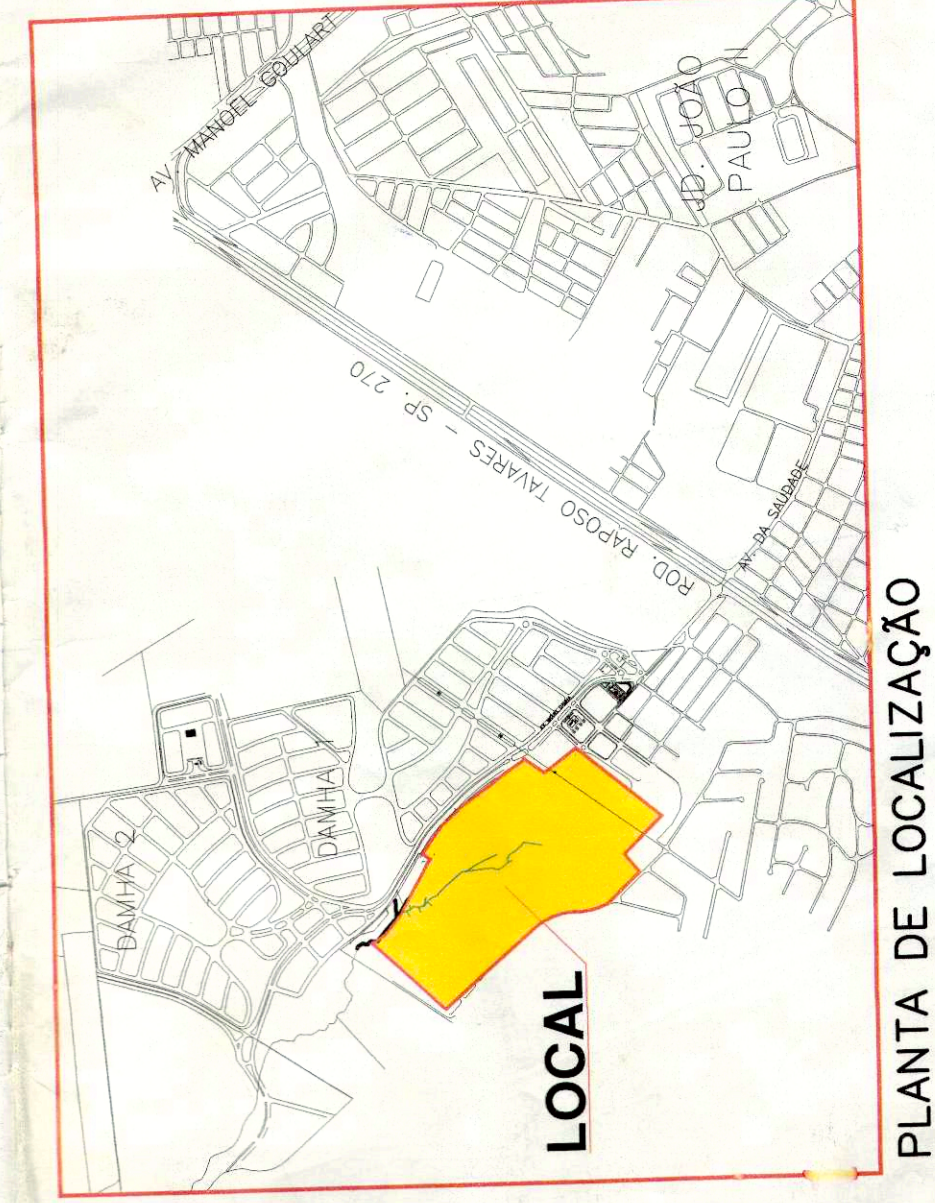 AV. MANOEL GOULART
JD. JOÃO
PAULO II
ROD. RAPOSO TAVARES - SP. 270
AV. DA SAUDADE
DAMHA 1
DAMHA 2
LOCAL
PLANTA DE LOCALIZAÇÃO